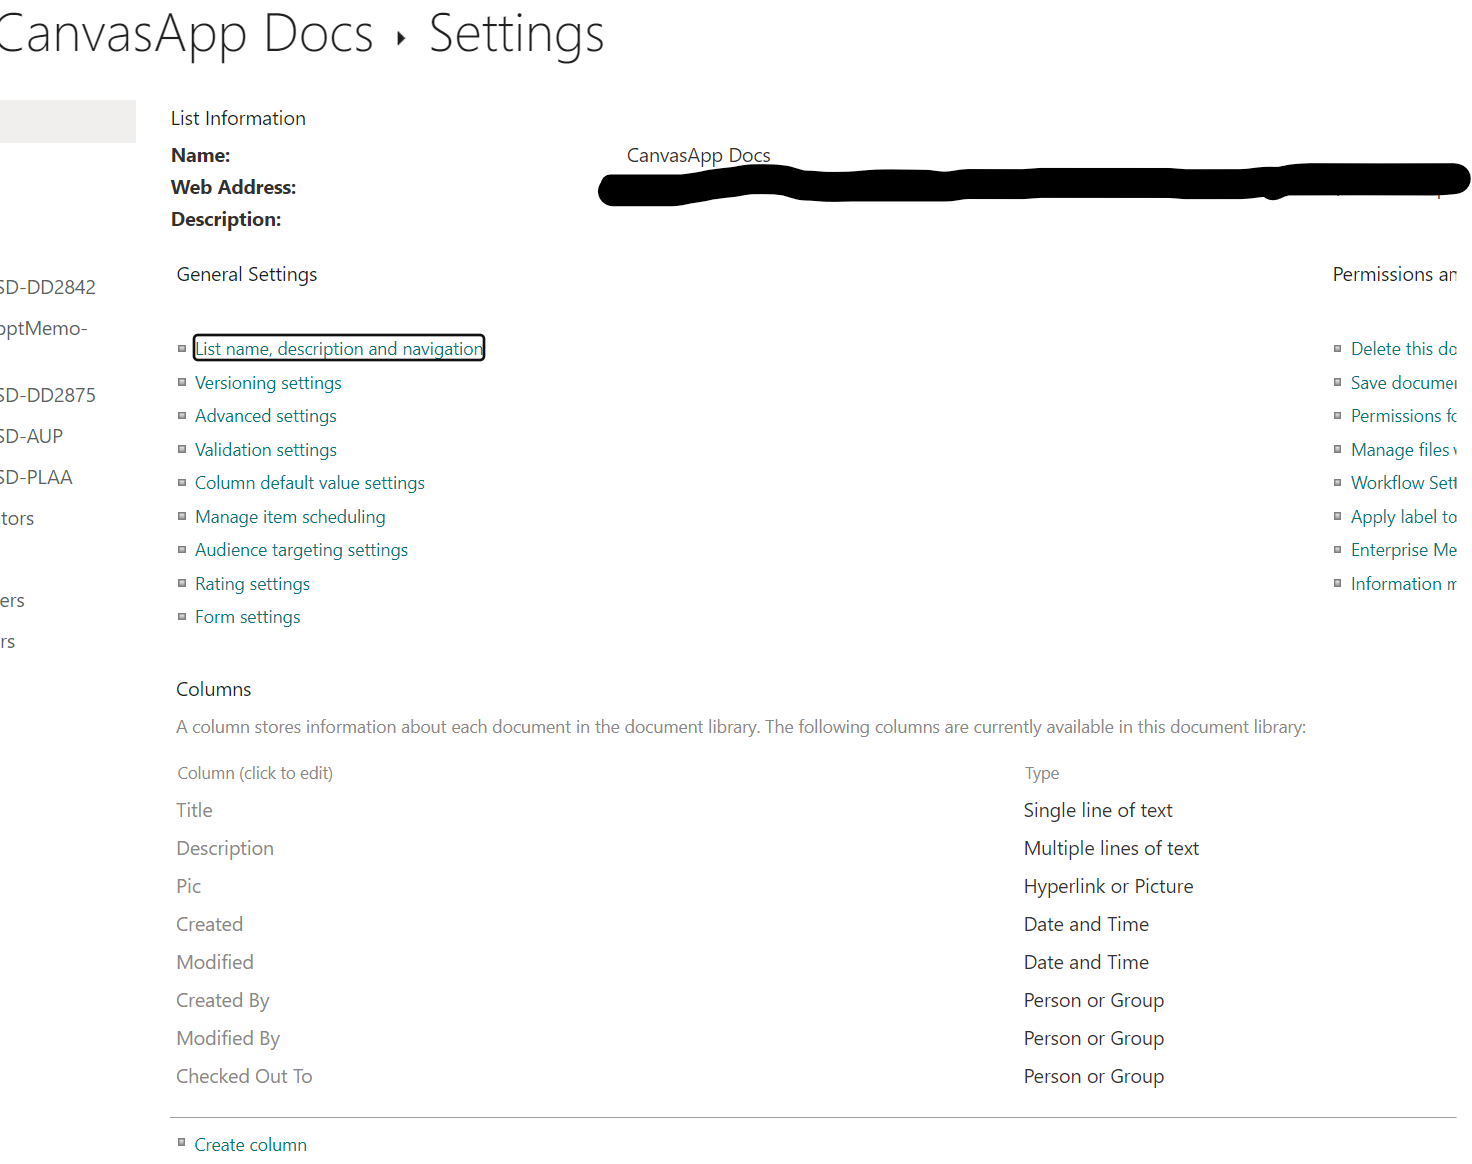 CanvasApp Docs ▸ Settings
List Information
Name: CanvasApp Docs
Web Address:
Description:
SD-DD2842
pptMemo-
SD-DD2875
SD-AUP
SD-PLAA
tors
ers
rs
General Settings
List name, description and navigation
Versioning settings
Advanced settings
Validation settings
Column default value settings
Manage item scheduling
Audience targeting settings
Rating settings
Form settings
Permissions an
Delete this do
Save documen
Permissions fo
Manage files
Workflow Sett
Apply label to
Enterprise Me
Information m
Columns
A column stores information about each document in the document library. The following columns are currently available in this document library:
Column (click to edit) Type
Title Single line of text
Description Multiple lines of text
Pic Hyperlink or Picture
Created Date and Time
Modified Date and Time
Created By Person or Group
Modified By Person or Group
Checked Out To Person or Group
Create column